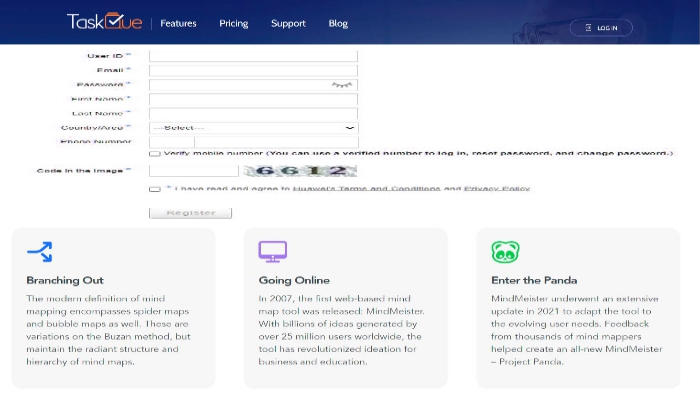 TaskQue
Features
Pricing
Support
Blog
LOG IN
User ID *
Email *
Password *
First Name *
Last Name *
Country/Area *
---Select---
Phone Number
Verify mobile number (You can use a verified number to log in, reset password, and change password.)
Code in the Image *
6612
* I have read and agree to Huawei's Terms and Conditions and Privacy Policy
Register
Branching Out
The modern definition of mind
mapping encompasses spider maps
and bubble maps as well. These are
variations on the Buzan method, but
maintain the radiant structure and
hierarchy of mind maps.
Going Online
In 2007, the first web-based mind
map tool was released: MindMeister.
With billions of ideas generated by
over 25 million users worldwide, the
tool has revolutionized ideation for
business and education.
Enter the Panda
MindMeister underwent an extensive
update in 2021 to adapt the tool to
the evolving user needs. Feedback
from thousands of mind mappers
helped create an all-new MindMeister
– Project Panda.